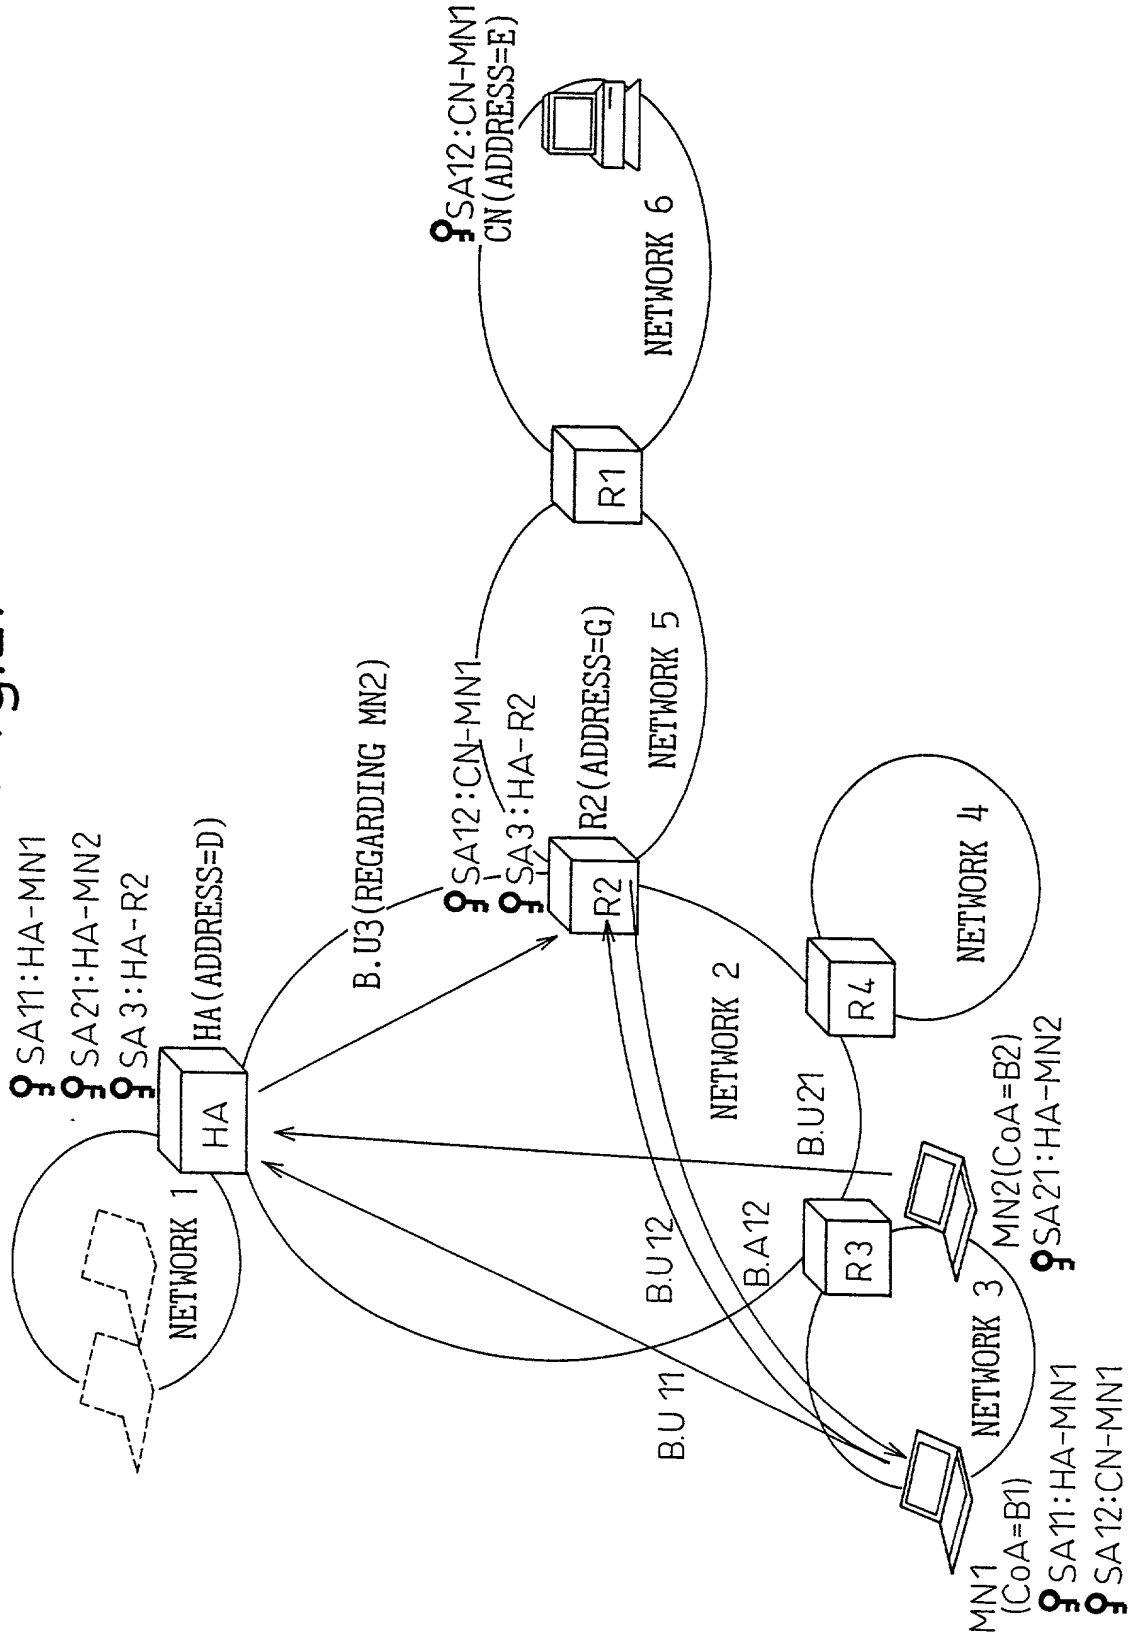 SA11:HA-MN1
SA21:HA-MN2
SA3:HA-R2
HA(ADDRESS=D)
HA
NETWORK 1
B.U3(REGARDING MN2)
SA12:CN-MN1
SA3:HA-R2
R2(ADDRESS=G)
R2
NETWORK 5
R1
SA12:CN-MN1
CN(ADDRESS=E)
NETWORK 6
NETWORK 2
B.U 11
B.U12
B.A12
B.U21
R3
R4
NETWORK 4
NETWORK 3
MN1
(CoA=B1)
SA11:HA-MN1
SA12:CN-MN1
MN2(CoA=B2)
SA21:HA-MN2